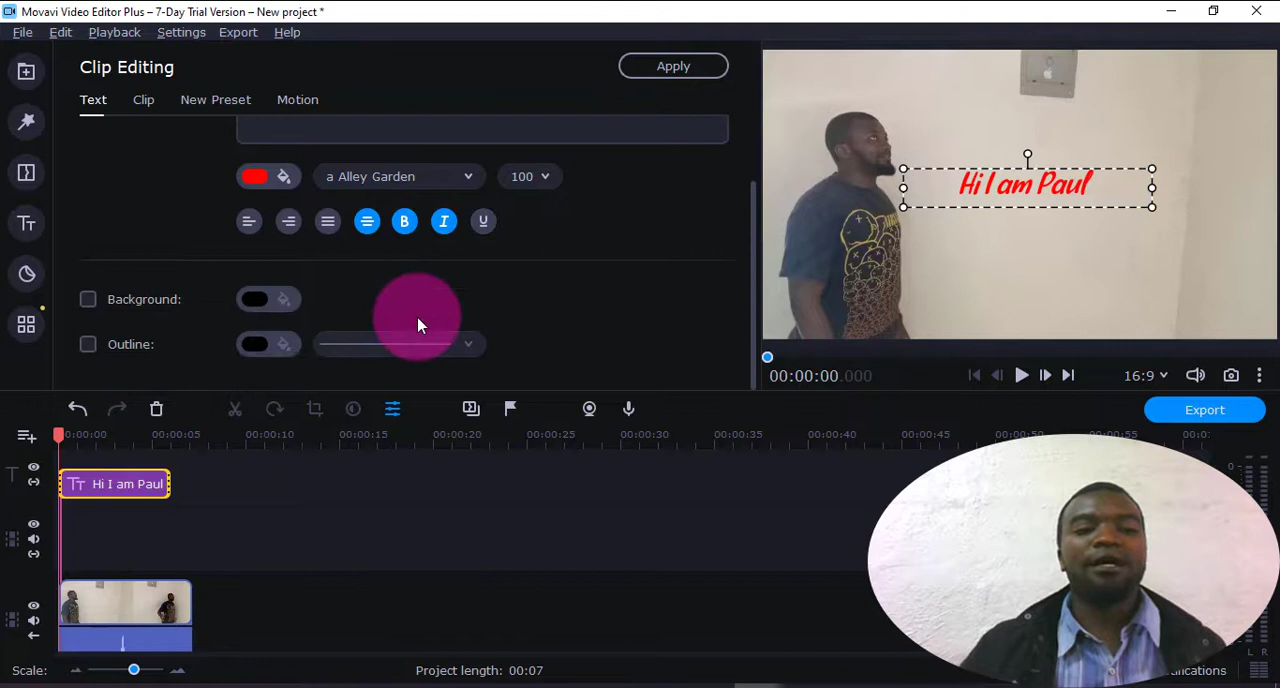 Movavi Video Editor Plus – 7-Day Trial Version – New project *
File Edit Playback Settings Export Help
Clip Editing
Apply
Text Clip New Preset Motion
a Alley Garden
100
B I U
Background:
Outline:
Hi I am Paul
00:00:00.000
16:9
Export
0:00:00 00:00:05 00:00:10 00:00:15 00:00:20 00:00:25 00:00:30 00:00:35 00:00:40 00:00:45 00:00:50 00:00:55 00:0
0
Tt Hi I am Paul
L R
Scale:
Project length: 00:07